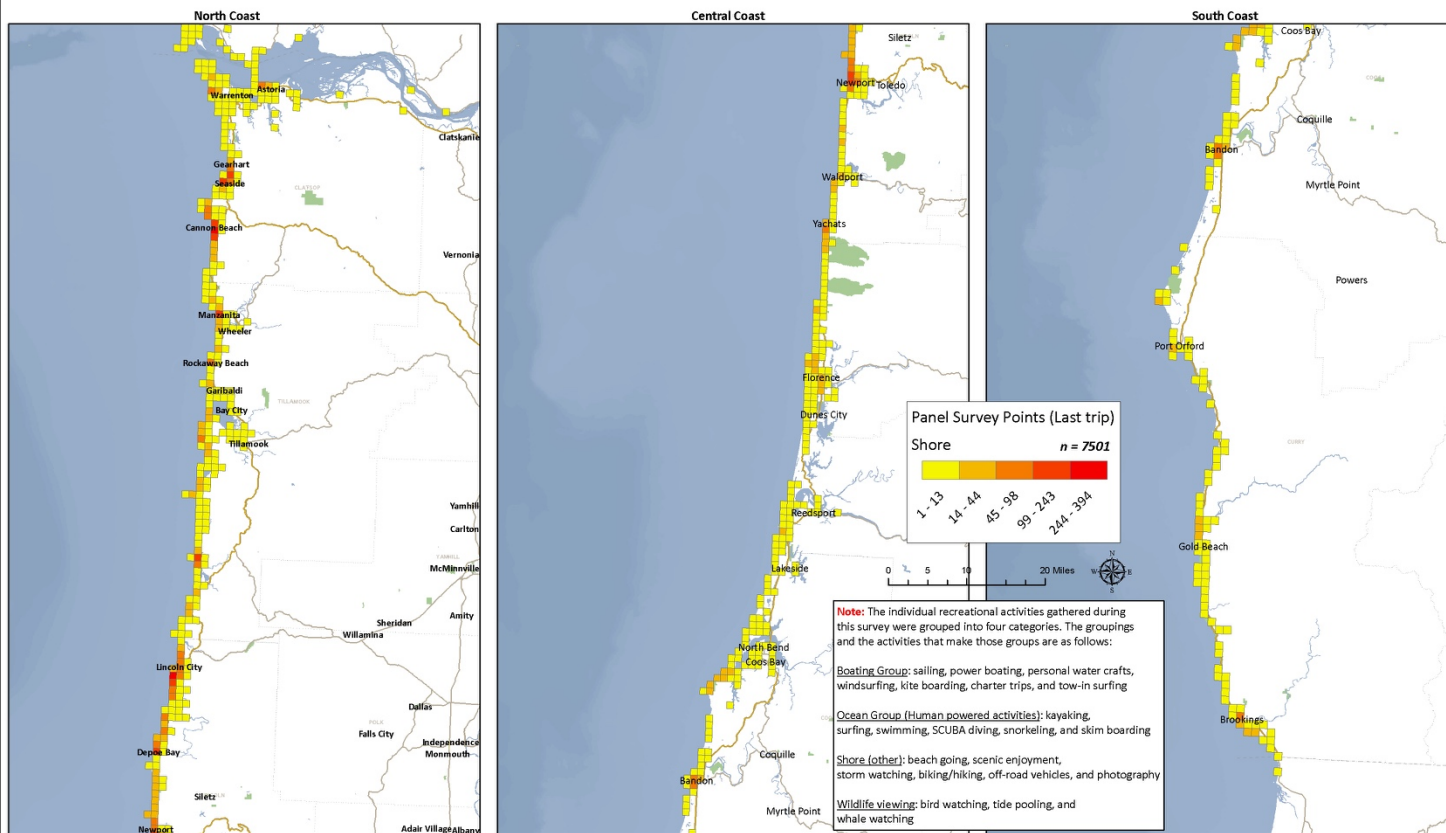 North Coast
Central Coast
South Coast
Astoria
Warrenton
Clatskanie
Gearhart
Seaside
CLATSOP
Cannon Beach
Vernonia
Manzanita
Wheeler
Rockaway Beach
Garibaldi
TILLAMOOK
Bay City
Tillamook
Yamhill
Carlton
YAMHILL
McMinnville
Amity
Sheridan
Willamina
Lincoln City
Dallas
POLK
Falls City
Independence
Monmouth
Depoe Bay
Siletz
Newport
Adair Village
Albany
Siletz
Newport
Toledo
Waldport
Yachats
Florence
Dunes City
Reedsport
Lakeside
North Bend
Coos Bay
Coquille
Bandon
Myrtle Point
Coos Bay
Coquille
Bandon
Myrtle Point
Powers
Port Orford
CURRY
Gold Beach
Brookings
Panel Survey Points (Last trip)
Shore n = 7501
1 - 13
14 - 44
45 - 98
99 - 243
244 - 394
0 5 10 20 Miles
N
W E
S
Note: The individual recreational activities gathered during
this survey were grouped into four categories. The groupings
and the activities that make those groups are as follows:
Boating Group: sailing, power boating, personal water crafts,
windsurfing, kite boarding, charter trips, and tow-in surfing
Ocean Group (Human powered activities): kayaking,
surfing, swimming, SCUBA diving, snorkeling, and skim boarding
Shore (other): beach going, scenic enjoyment,
storm watching, biking/hiking, off-road vehicles, and photography
Wildlife viewing: bird watching, tide pooling, and
whale watching